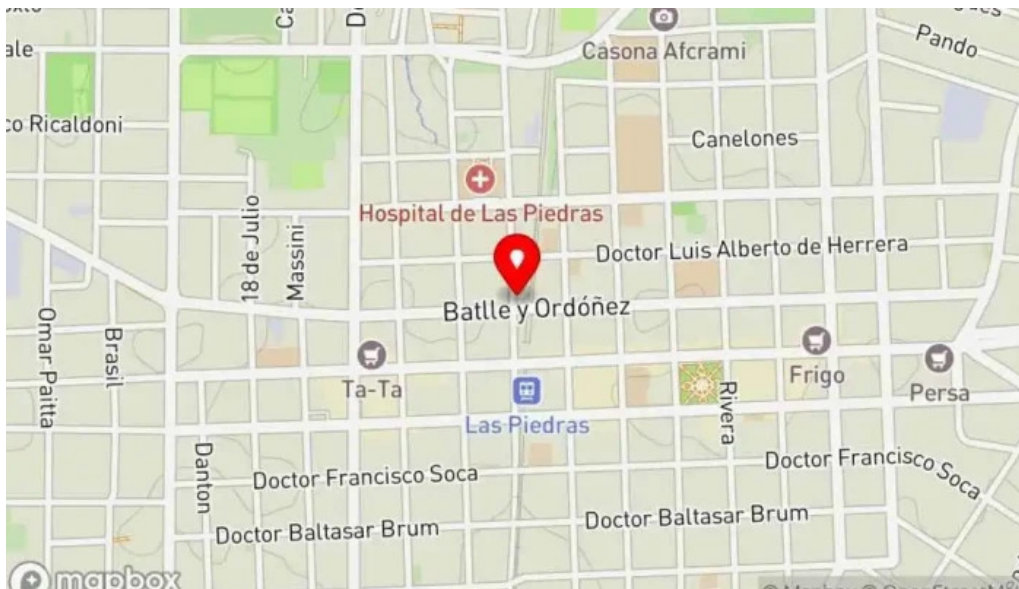 Pando
Casona Afcrami
co Ricaldoni
Canelones
Hospital de Las Piedras
18 de Julio
Massini
Doctor Luis Alberto de Herrera
Batlle y Ordóñez
Omar-Paitta
Brasil
Ta-Ta
Frigo
Persa
Rivera
Las Piedras
Danton
Doctor Francisco Soca
Doctor Francisco Soca
Doctor Baltasar Brum
Doctor Baltasar Brum
mapbox